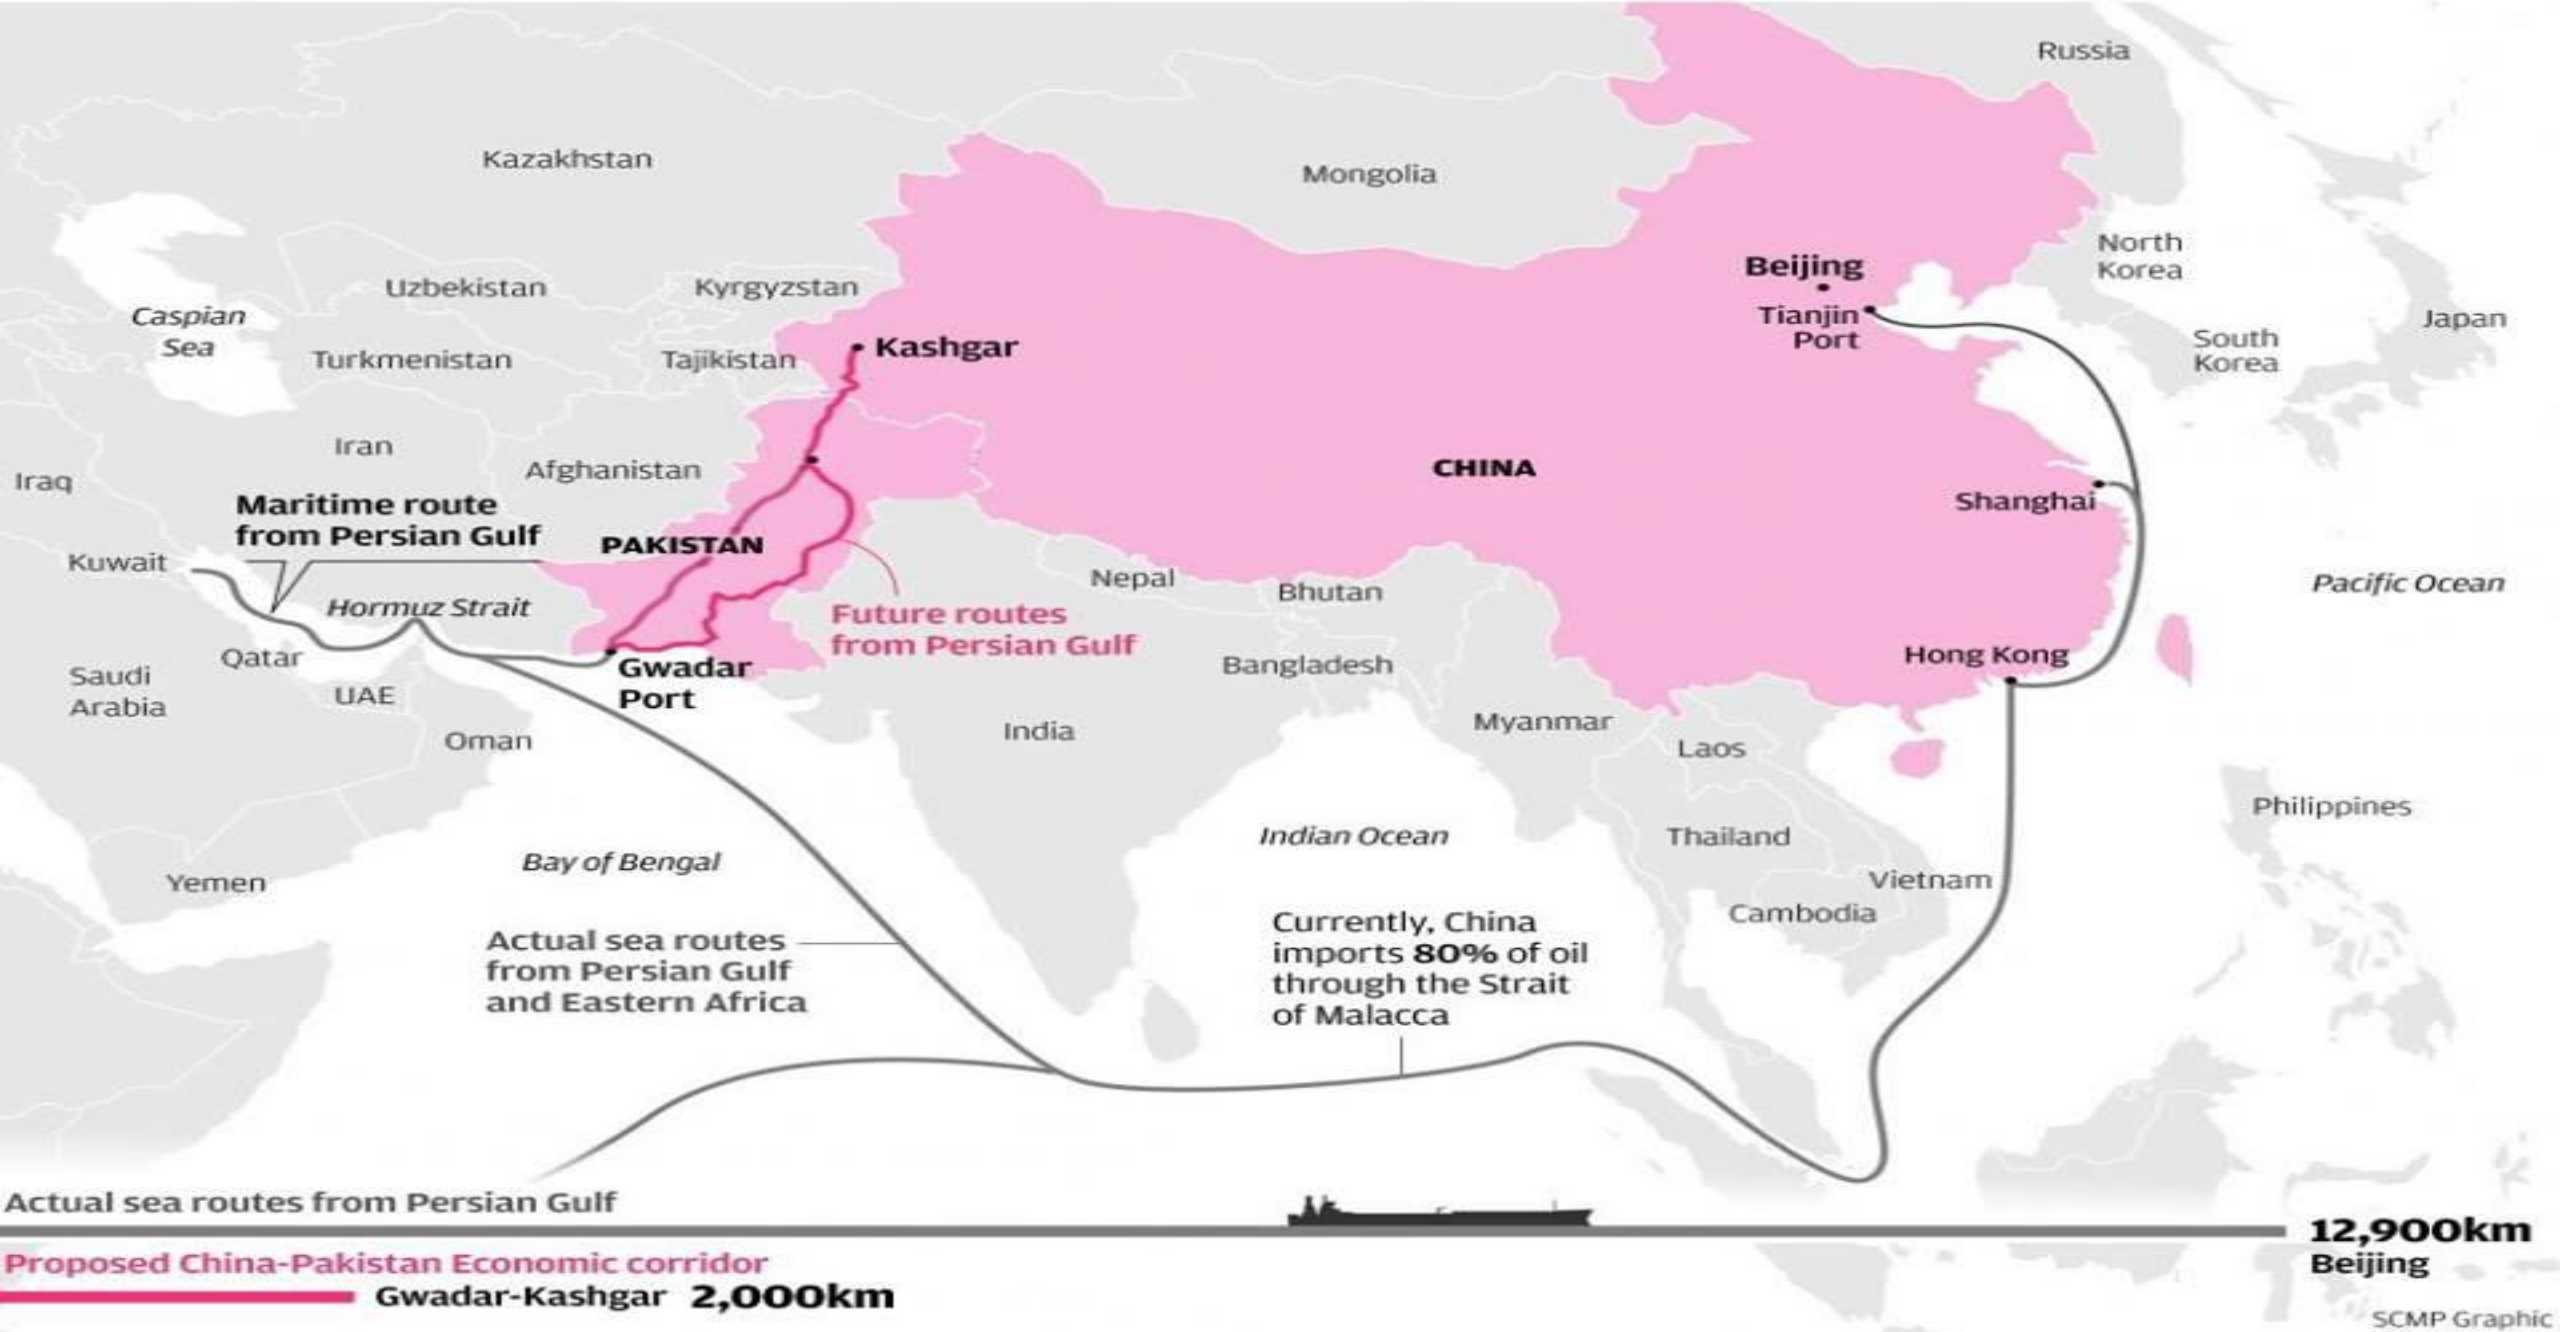 Russia
Kazakhstan
Mongolia
North
Korea
Beijing
Uzbekistan
Kyrgyzstan
Caspian
Sea
Tianjin
Port
Japan
South
Korea
Kashgar
Turkmenistan
Tajikistan
Iran
Afghanistan
CHINA
Iraq
Maritime route
from Persian Gulf
Shanghai
PAKISTAN
Kuwait
Nepal
Bhutan
Pacific Ocean
Hormuz Strait
Future routes
from Persian Gulf
Qatar
Gwadar
Port
Hong Kong
Bangladesh
Saudi
Arabia
UAE
Oman
India
Myanmar
Laos
Philippines
Indian Ocean
Thailand
Bay of Bengal
Yemen
Vietnam
Cambodia
Actual sea routes
from Persian Gulf
and Eastern Africa
Currently, China
imports 80% of oil
through the Strait
of Malacca
Actual sea routes from Persian Gulf
12,900km
Beijing
Proposed China-Pakistan Economic corridor
Gwadar-Kashgar 2,000km
SCMP Graphic